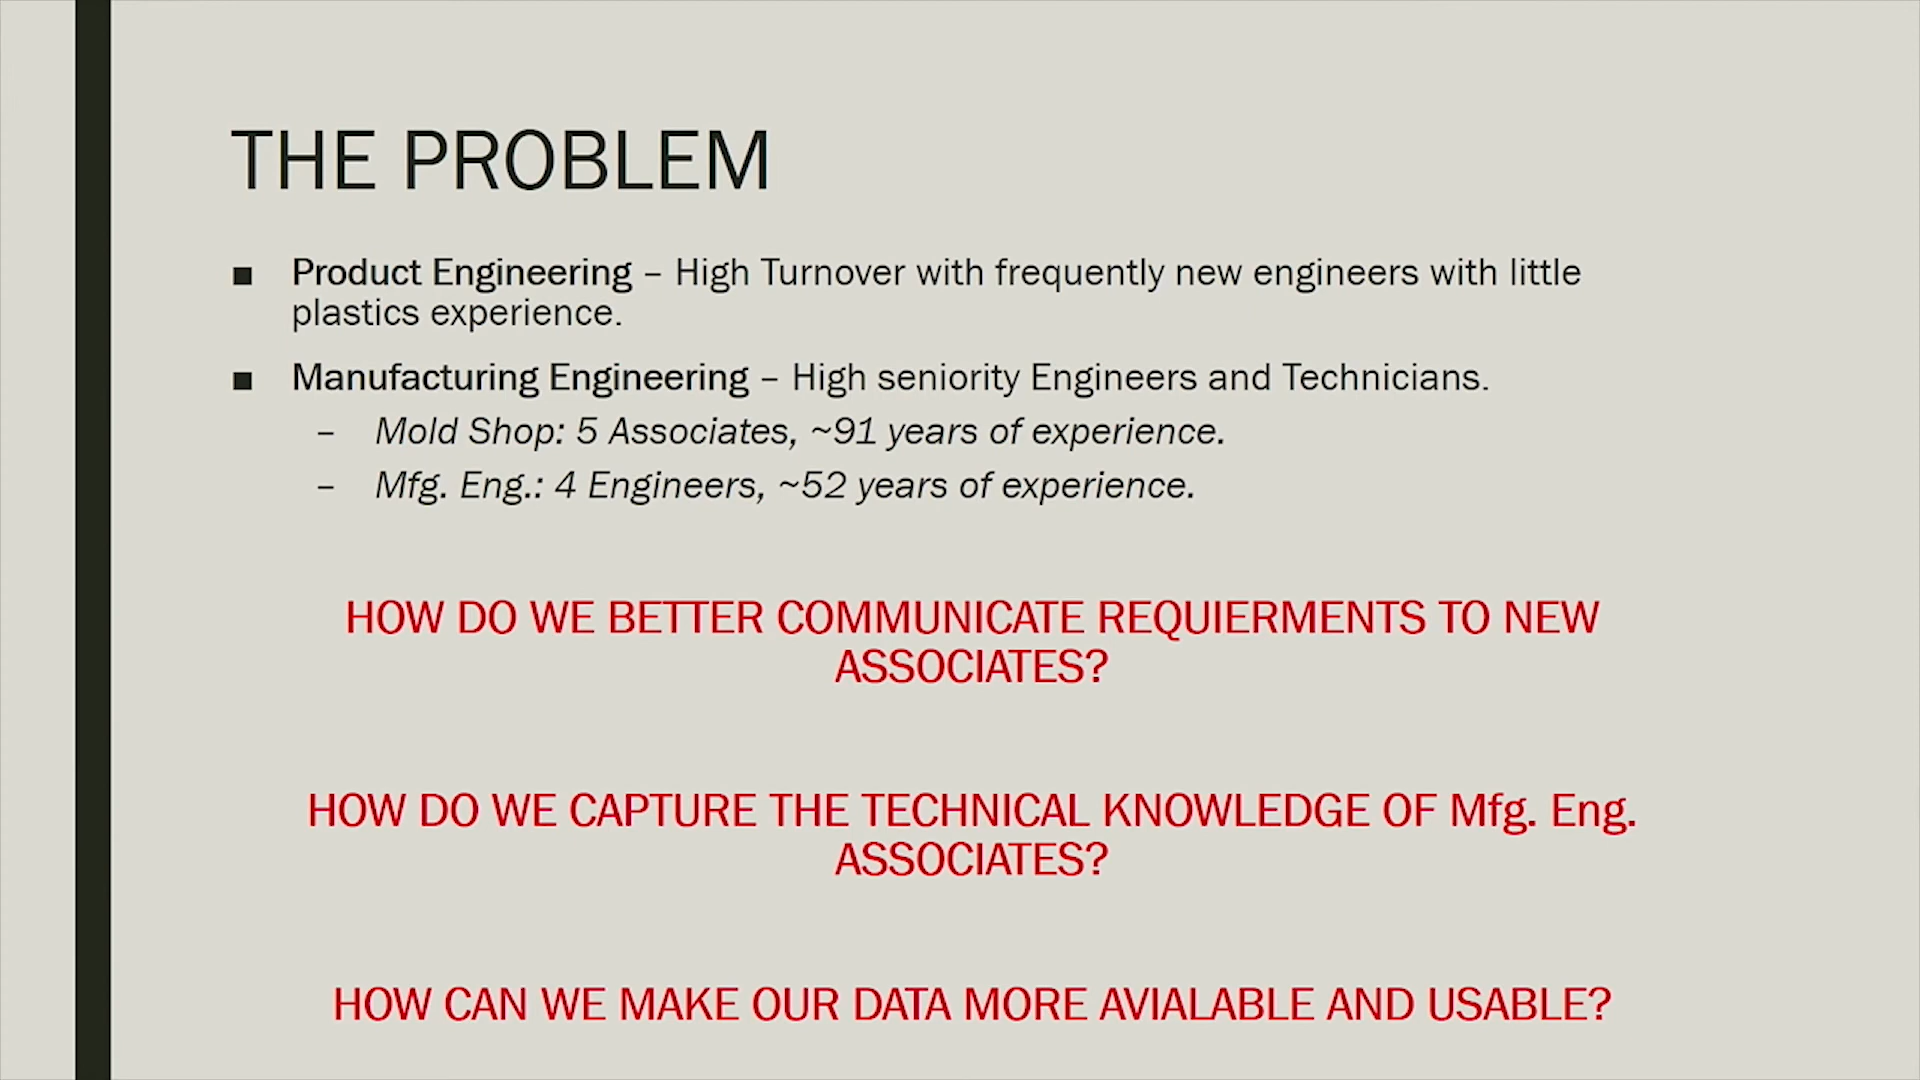 THE PROBLEM
■ Product Engineering – High Turnover with frequently new engineers with little
plastics experience.
■ Manufacturing Engineering – High seniority Engineers and Technicians.
– Mold Shop: 5 Associates, ~91 years of experience.
– Mfg. Eng.: 4 Engineers, ~52 years of experience.
HOW DO WE BETTER COMMUNICATE REQUIERMENTS TO NEW
ASSOCIATES?
HOW DO WE CAPTURE THE TECHNICAL KNOWLEDGE OF Mfg. Eng.
ASSOCIATES?
HOW CAN WE MAKE OUR DATA MORE AVIALABLE AND USABLE?